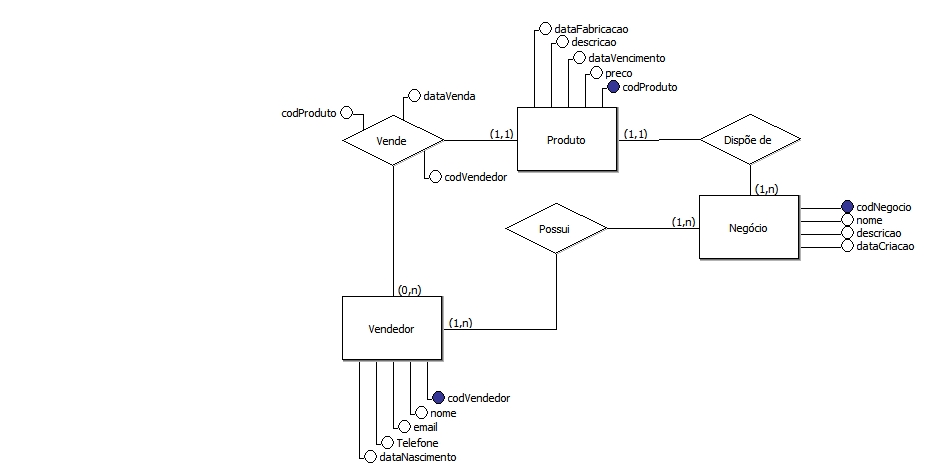 dataFabricacao
descricao
dataVencimento
preco
codProduto
dataVenda
codProduto
Vende
(1,1)
Produto
(1,1)
Dispõe de
codVendedor
(1,n)
codNegocio
nome
descricao
dataCriacao
Negócio
(1,n)
Possui
(0,n)
Vendedor
(1,n)
codVendedor
nome
email
Telefone
dataNascimento